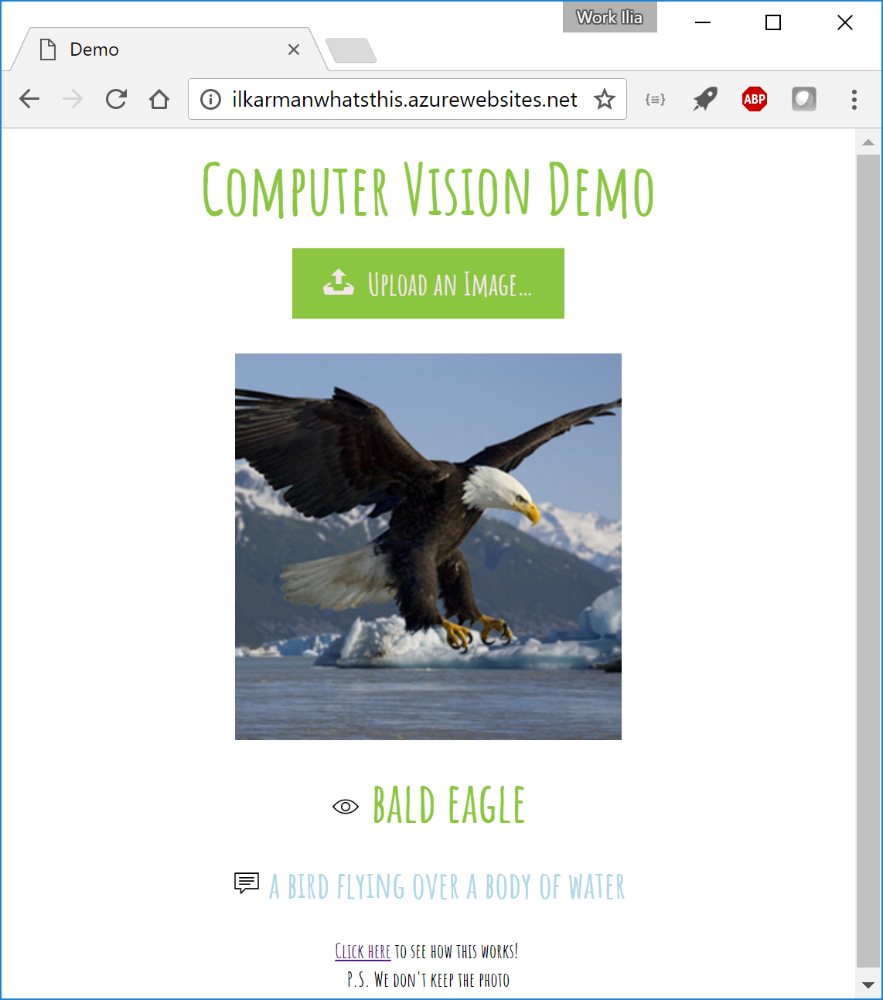 Work Ilia
Demo
ilkarmanwhatsthis.azurewebsites.net
ABP
Computer Vision Demo
Upload an Image...
BALD EAGLE
A BIRD FLYING OVER A BODY OF WATER
Click here to see how this works!
P.S. We don't keep the photo